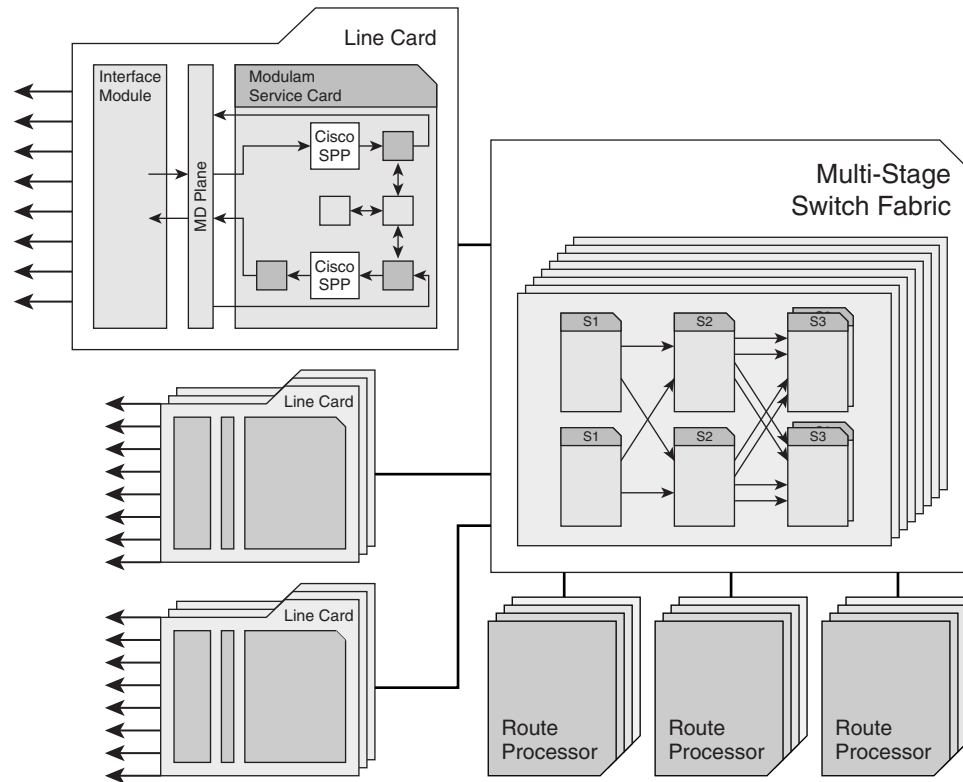 Line Card
Interface
Module
MD Plane
Modulam
Service Card
Cisco
SPP
Cisco
SPP
Multi-Stage
Switch Fabric
S1
S2
S3
S1
S2
S3
Line Card
Line Card
Route
Processor
Route
Processor
Route
Processor